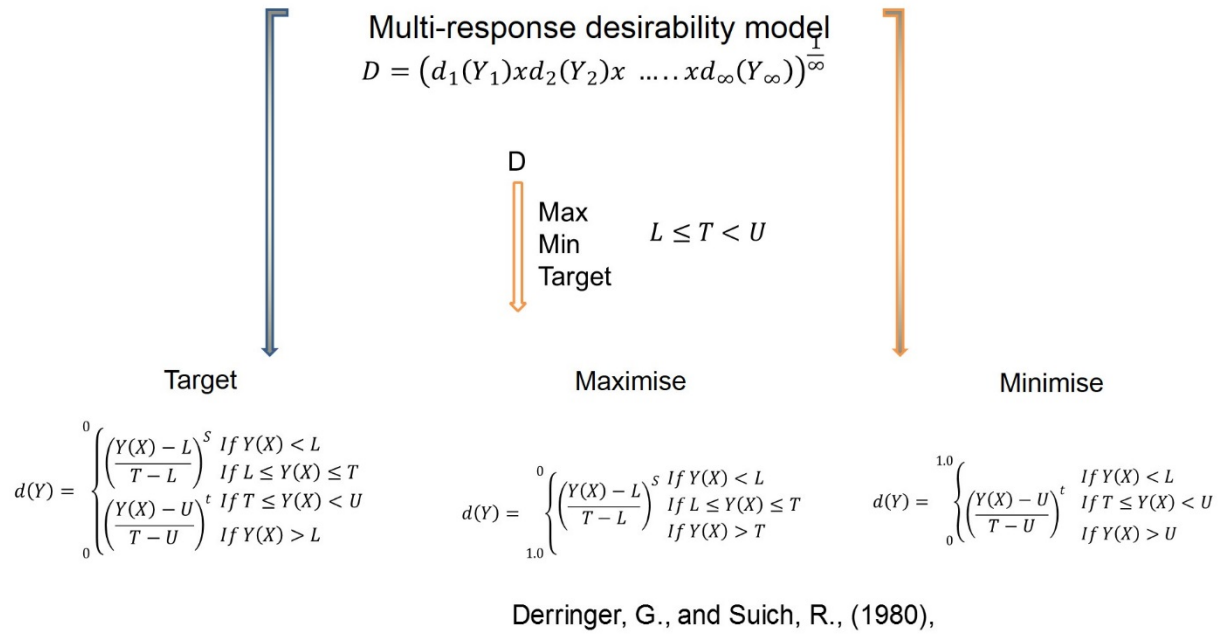 Multi-response desirability model
D = (d₁(Y₁)xd₂(Y₂)x ..... xd∞(Y∞))^(1/∞)
D
Max
Min
Target
L ≤ T < U
Target
d(Y) = { 0 If Y(X) < L
((Y(X) − L)/(T − L))^S If L ≤ Y(X) ≤ T
((Y(X) − U)/(T − U))^t If T ≤ Y(X) < U
0 If Y(X) > L
Maximise
d(Y) = { 0 If Y(X) < L
((Y(X) − L)/(T − L))^S If L ≤ Y(X) ≤ T
1.0 If Y(X) > T
Minimise
d(Y) = { 1.0 If Y(X) < L
((Y(X) − U)/(T − U))^t If T ≤ Y(X) < U
0 If Y(X) > U
Derringer, G., and Suich, R., (1980),